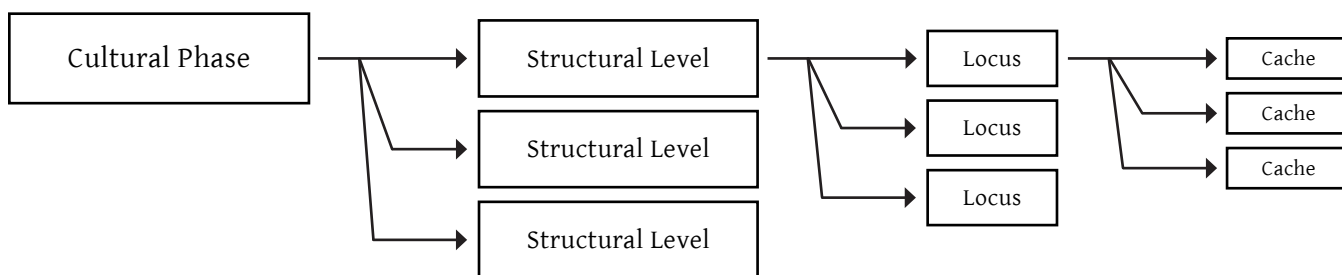 Cultural Phase
Structural Level
Structural Level
Structural Level
Locus
Locus
Locus
Cache
Cache
Cache